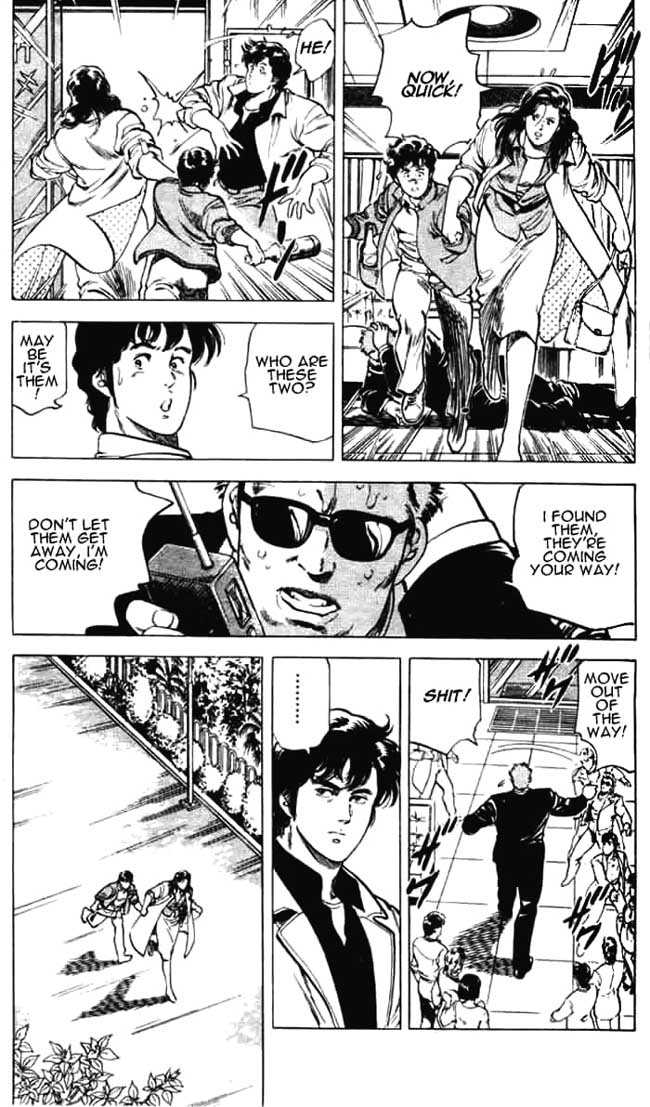 NOW,
QUICK!
HE!
WHO ARE
THESE
TWO?
MAY
BE
IT'S
THEM
!
I FOUND
THEM,
THEY'RE
COMING
YOUR WAY!
DON'T LET
THEM GET
AWAY, I'M
COMING!
MOVE
OUT
OF
THE
WAY!
SHIT!
........